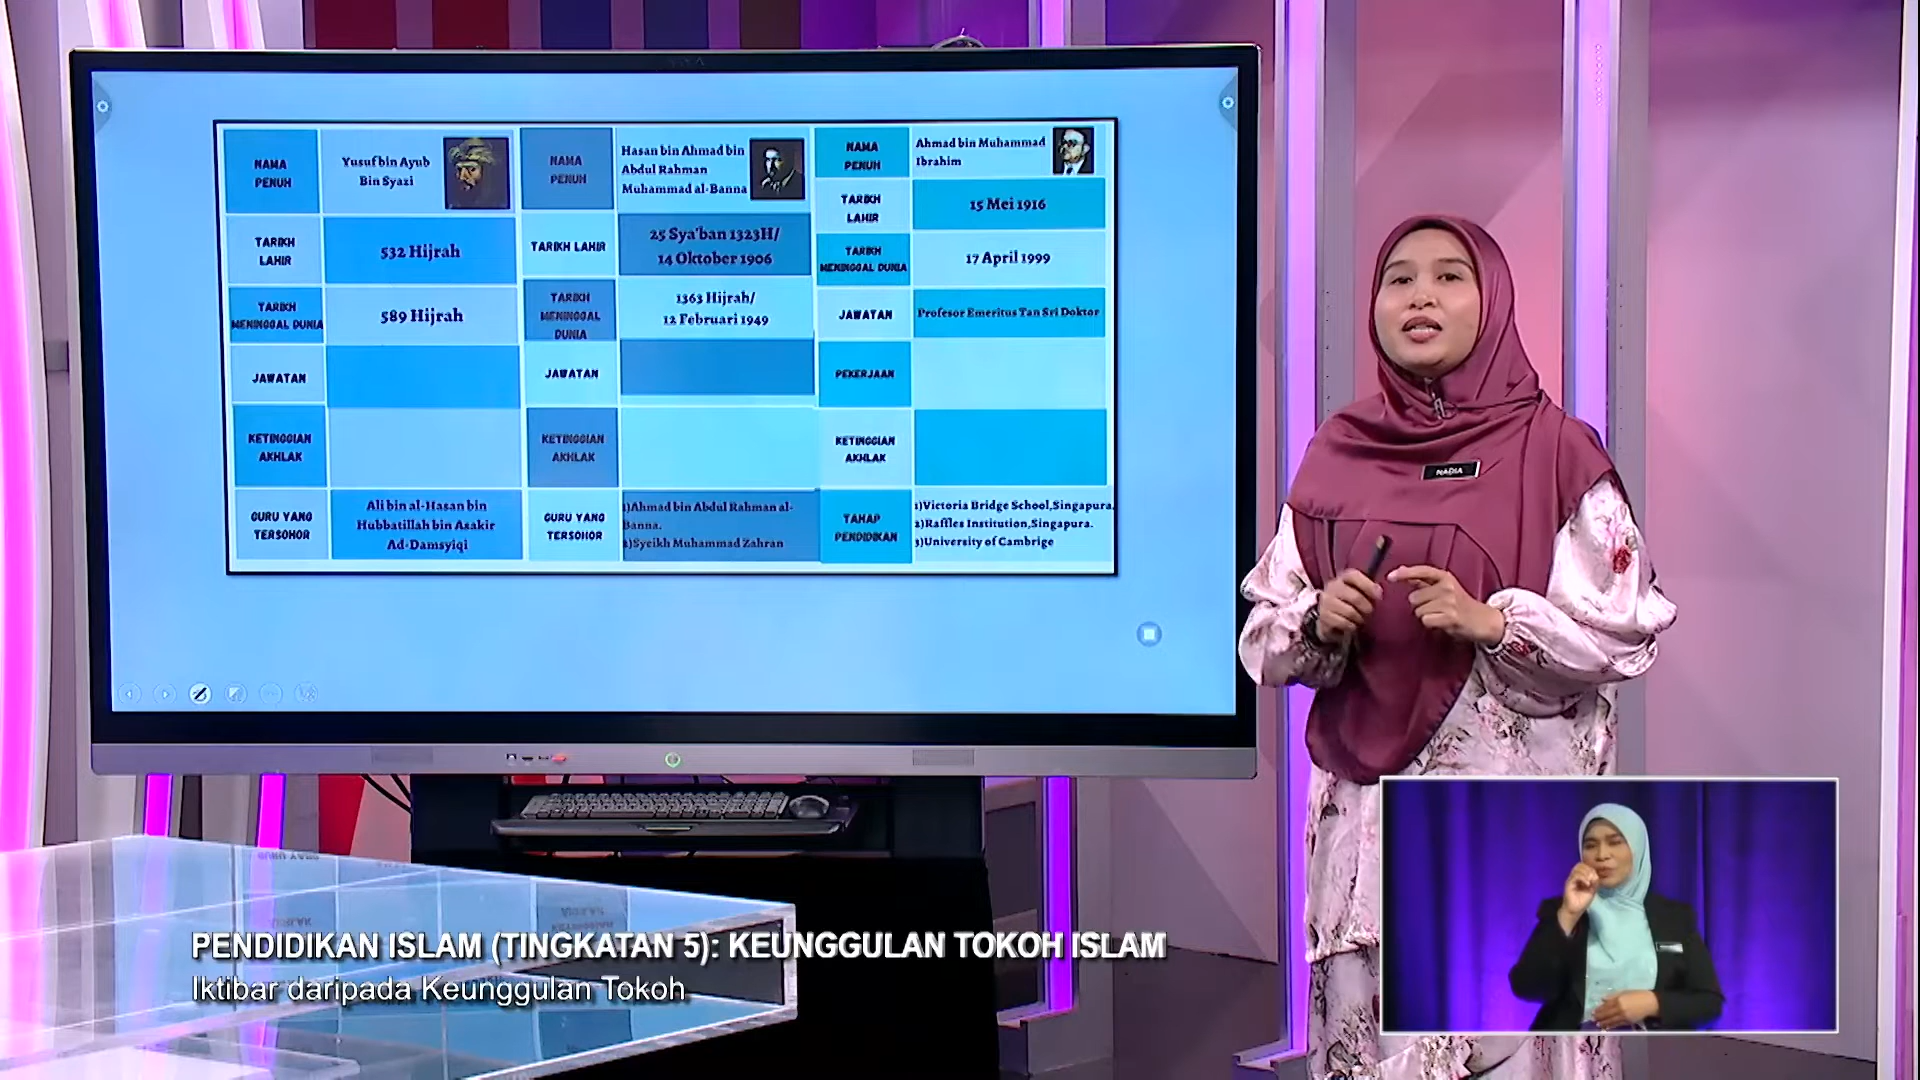 NAMA
PENUH
Yusuf bin Ayub
Bin Syazi
TARIKH
LAHIR
532 Hijrah
TARIKH
MENINGGAL DUNIA
589 Hijrah
JAWATAN
KETINGGIAN
AKHLAK
GURU YANG
TERSOHOR
Ali bin al-Hasan bin
Hubbatillah bin Asakir
Ad-Damsyiqi
NAMA
PENUH
Hasan bin Ahmad bin
Abdul Rahman
Muhammad al-Banna
TARIKH LAHIR
25 Sya'ban 1323H/
14 Oktober 1906
TARIKH
MENINGGAL
DUNIA
1363 Hijrah/
12 Februari 1949
JAWATAN
KETINGGIAN
AKHLAK
GURU YANG
TERSOHOR
1)Ahmad bin Abdul Rahman al-
Banna.
2)Syeikh Muhammad Zahran
NAMA
PENUH
Ahmad bin Muhammad
Ibrahim
TARIKH
LAHIR
15 Mei 1916
TARIKH
MENINGGAL DUNIA
17 April 1999
JAWATAN
Profesor Emeritus Tan Sri Doktor
PEKERJAAN
KETINGGIAN
AKHLAK
TAHAP
PENDIDIKAN
1)Victoria Bridge School,Singapura.
2)Raffles Institution,Singapura.
3)University of Cambrige
NADIA
PENDIDIKAN ISLAM (TINGKATAN 5): KEUNGGULAN TOKOH ISLAM
Iktibar daripada Keunggulan Tokoh